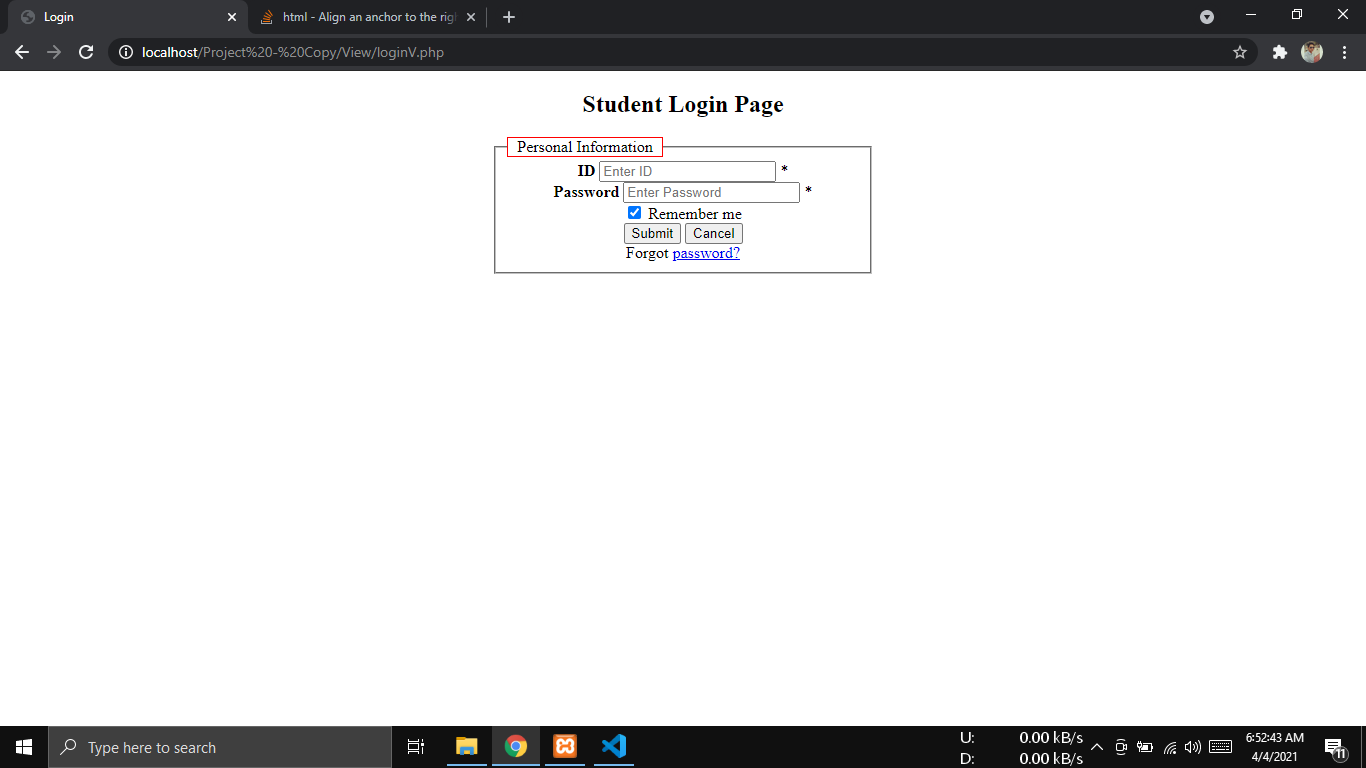 Login
html - Align an anchor to the rig
localhost/Project%20-%20Copy/View/loginV.php
Student Login Page
Personal Information
ID Enter ID *
Password Enter Password *
Remember me
Submit Cancel
Forgot password?
Type here to search
U: 0.00 kB/s
D: 0.00 kB/s
6:52:43 AM
4/4/2021
11